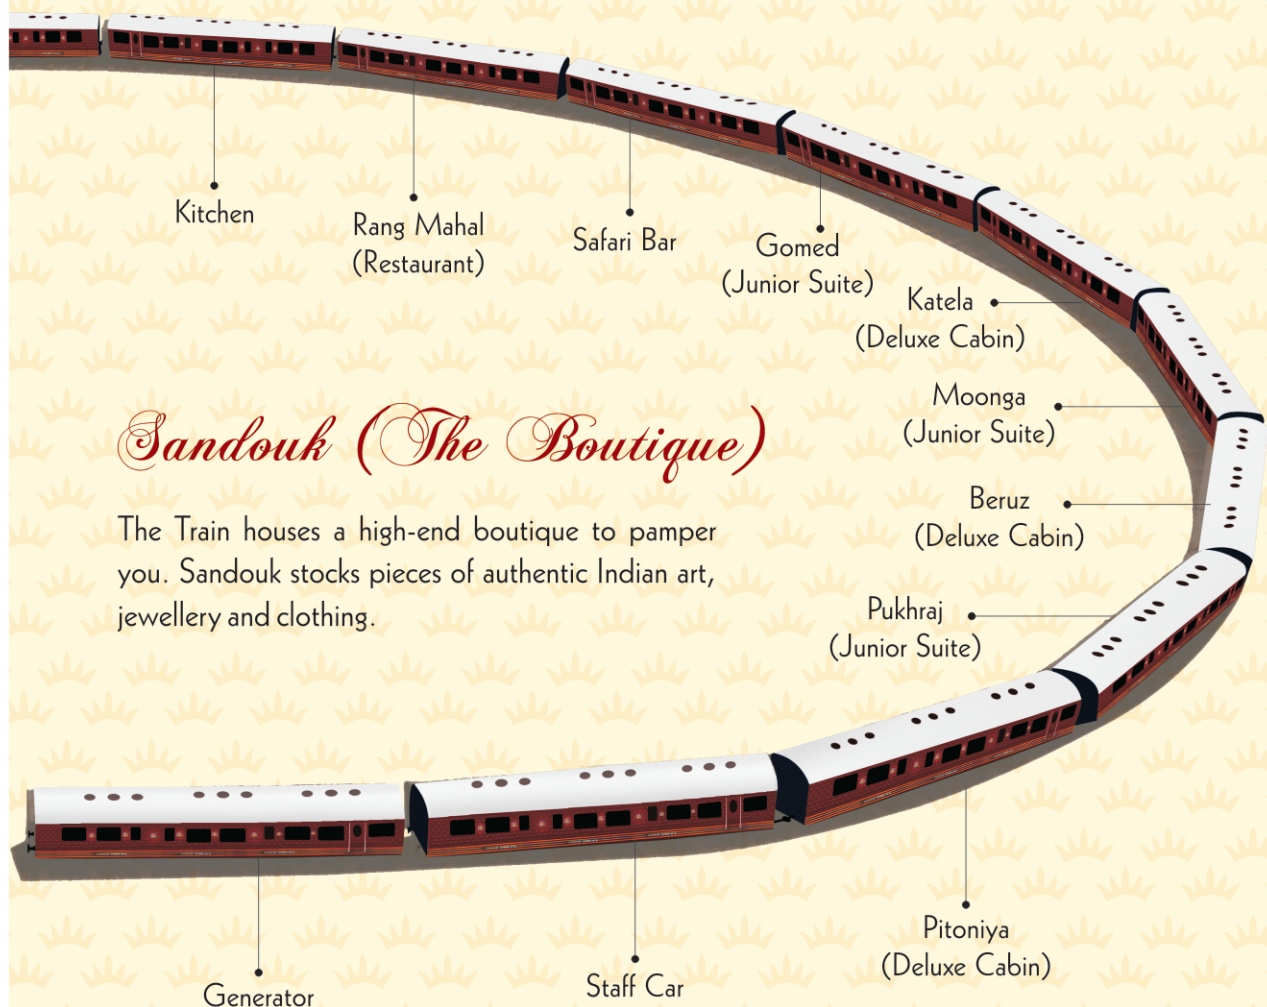 Kitchen
Rang Mahal
(Restaurant)
Safari Bar
Gomed
(Junior Suite)
Katela
(Deluxe Cabin)
Moonga
(Junior Suite)
Sandouk (The Boutique)
The Train houses a high-end boutique to pamper
you. Sandouk stocks pieces of authentic Indian art,
jewellery and clothing.
Beruz
(Deluxe Cabin)
Pukhraj
(Junior Suite)
Pitoniya
(Deluxe Cabin)
Staff Car
Generator